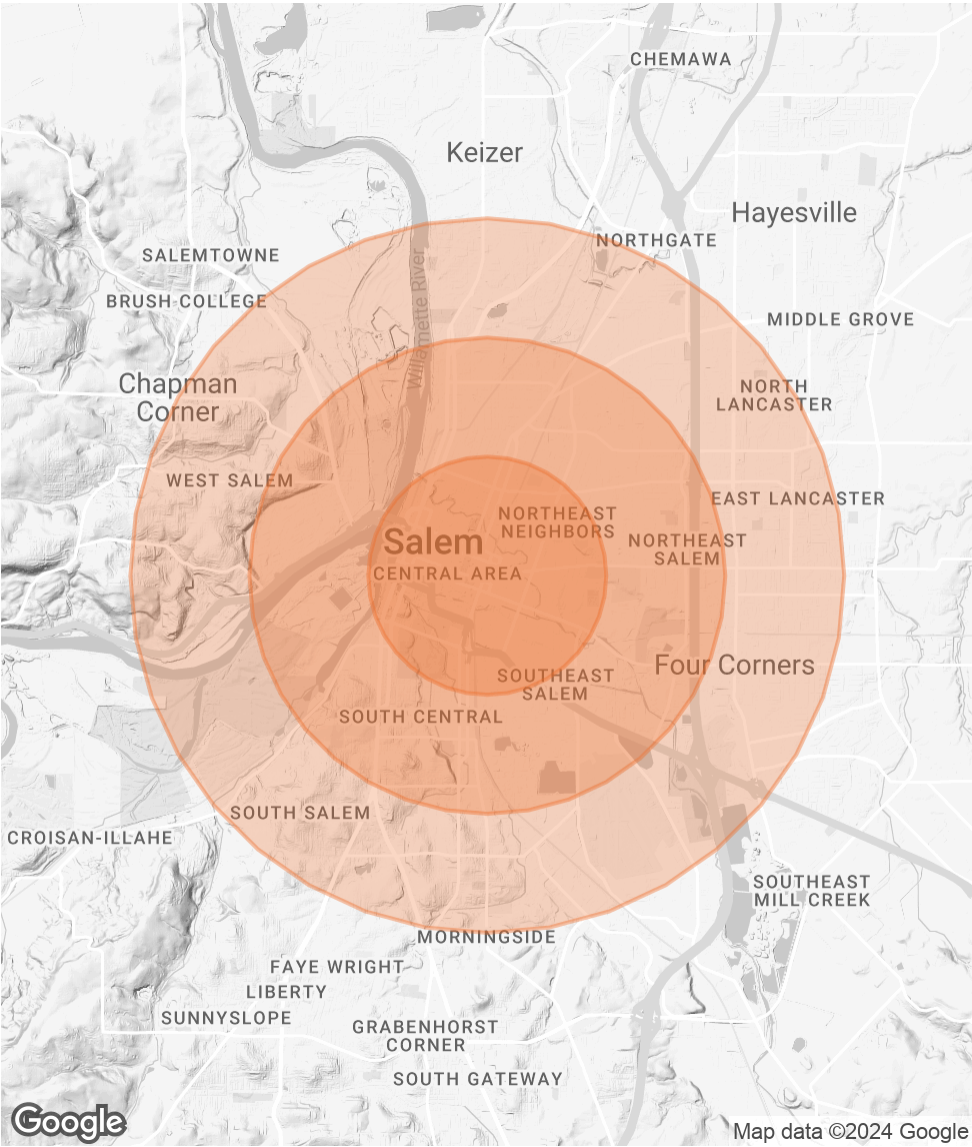 CHEMAWA
Keizer
Hayesville
NORTHGATE
SALEMTOWNE
BRUSH COLLEGE
Willamette River
MIDDLE GROVE
Chapman
Corner
NORTH
LANCASTER
WEST SALEM
EAST LANCASTER
NORTHEAST
NEIGHBORS
Salem
NORTHEAST
SALEM
CENTRAL AREA
Four Corners
SOUTHEAST
SALEM
SOUTH CENTRAL
SOUTH SALEM
CROISAN-ILLAHE
SOUTHEAST
MILL CREEK
MORNINGSIDE
FAYE WRIGHT
LIBERTY
SUNNYSLOPE
GRABENHORST
CORNER
SOUTH GATEWAY
Google
Map data ©2024 Google